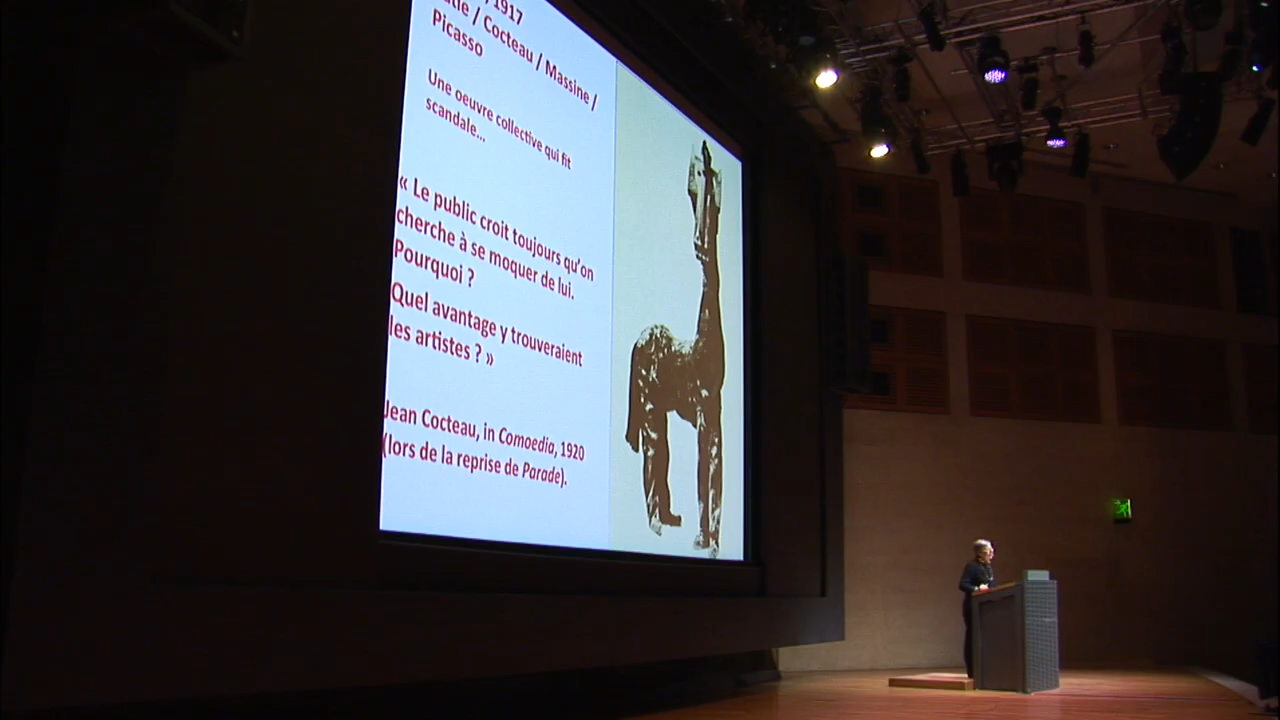 , 1917
/ Cocteau / Massine /
Picasso
Une oeuvre collective qui fit
scandale...
« Le public croit toujours qu'on
cherche à se moquer de lui.
Pourquoi ?
Quel avantage y trouveraient
les artistes ? »
Jean Cocteau, in Comoedia, 1920
(lors de la reprise de Parade).